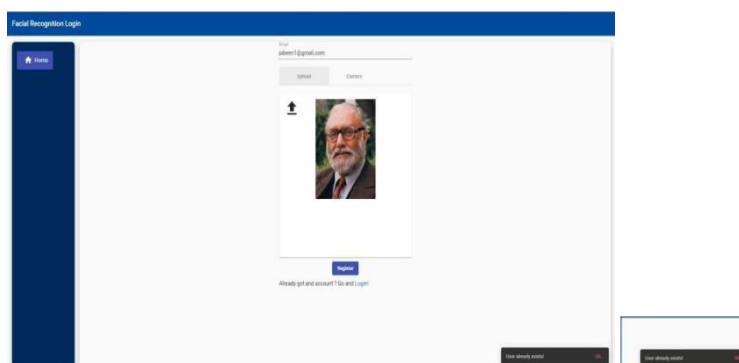 Facial Recognition Login
Home
Email
Upload
Camera
Register
Already got and account ? Go and Login!
User already exists!
OK
User already exists!